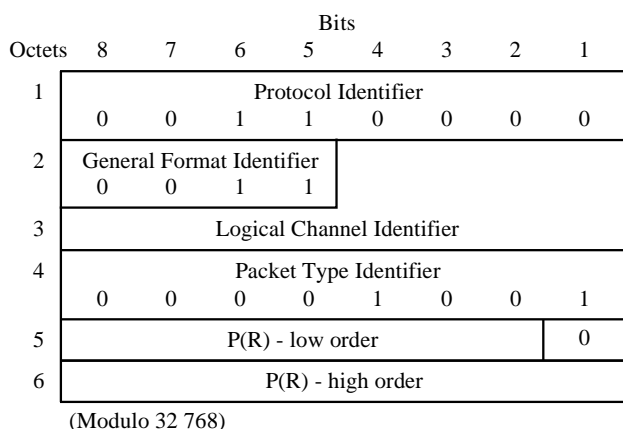 Bits
Octets 8 7 6 5 4 3 2 1
1 Protocol Identifier
0 0 1 1 0 0 0 0
2 General Format Identifier
0 0 1 1
3 Logical Channel Identifier
4 Packet Type Identifier
0 0 0 0 1 0 0 1
5 P(R) - low order 0
6 P(R) - high order
(Modulo 32 768)